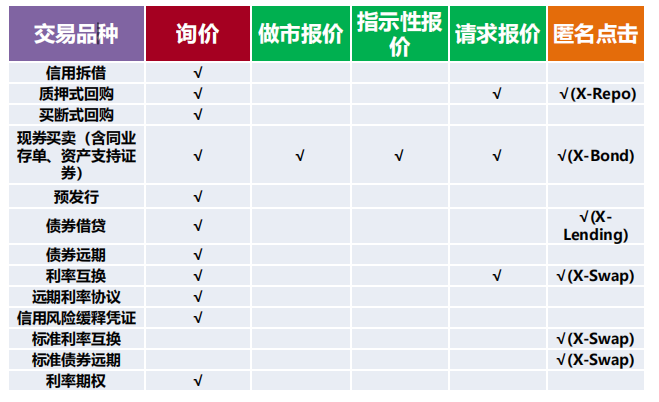 交易品种 询价 做市报价 指示性报价 请求报价 匿名点击
信用拆借 √
质押式回购 √ √ √(X-Repo)
买断式回购 √
现券买卖（含同业存单、资产支持证券） √ √ √ √ √(X-Bond)
预发行 √
债券借贷 √ √(X-Lending)
债券远期 √
利率互换 √ √ √(X-Swap)
远期利率协议 √
信用风险缓释凭证 √
标准利率互换 √(X-Swap)
标准债券远期 √(X-Swap)
利率期权 √